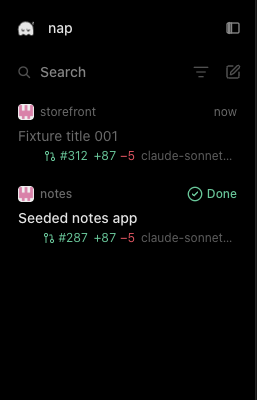 nap
Search
storefront now
Fixture title 001
#312 +87 −5 claude-sonnet...
notes Done
Seeded notes app
#287 +87 −5 claude-sonnet...